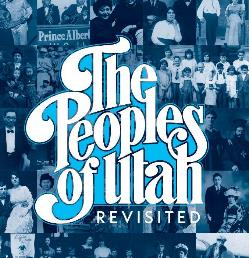 Prince Albert
The
Peoples
of Utah
REVISITED